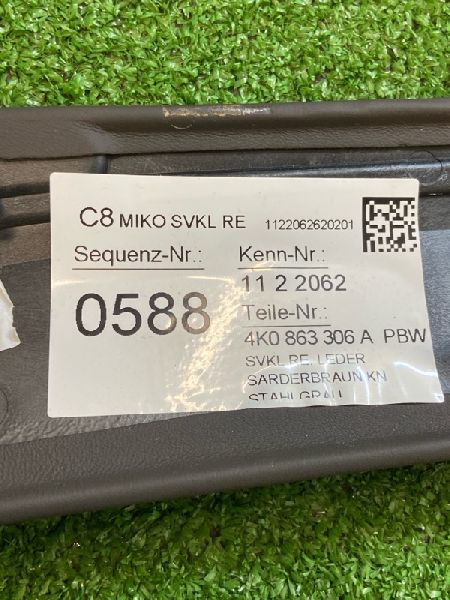 C8 MIKO SVKL RE 1122062620201
Sequenz-Nr.: Kenn-Nr.:
11 2 2062
0588 Teile-Nr.:
4K0 863 306 A PBW
SVKL RE, LEDER
SARDERBRAUN KN
STAHLGRAU